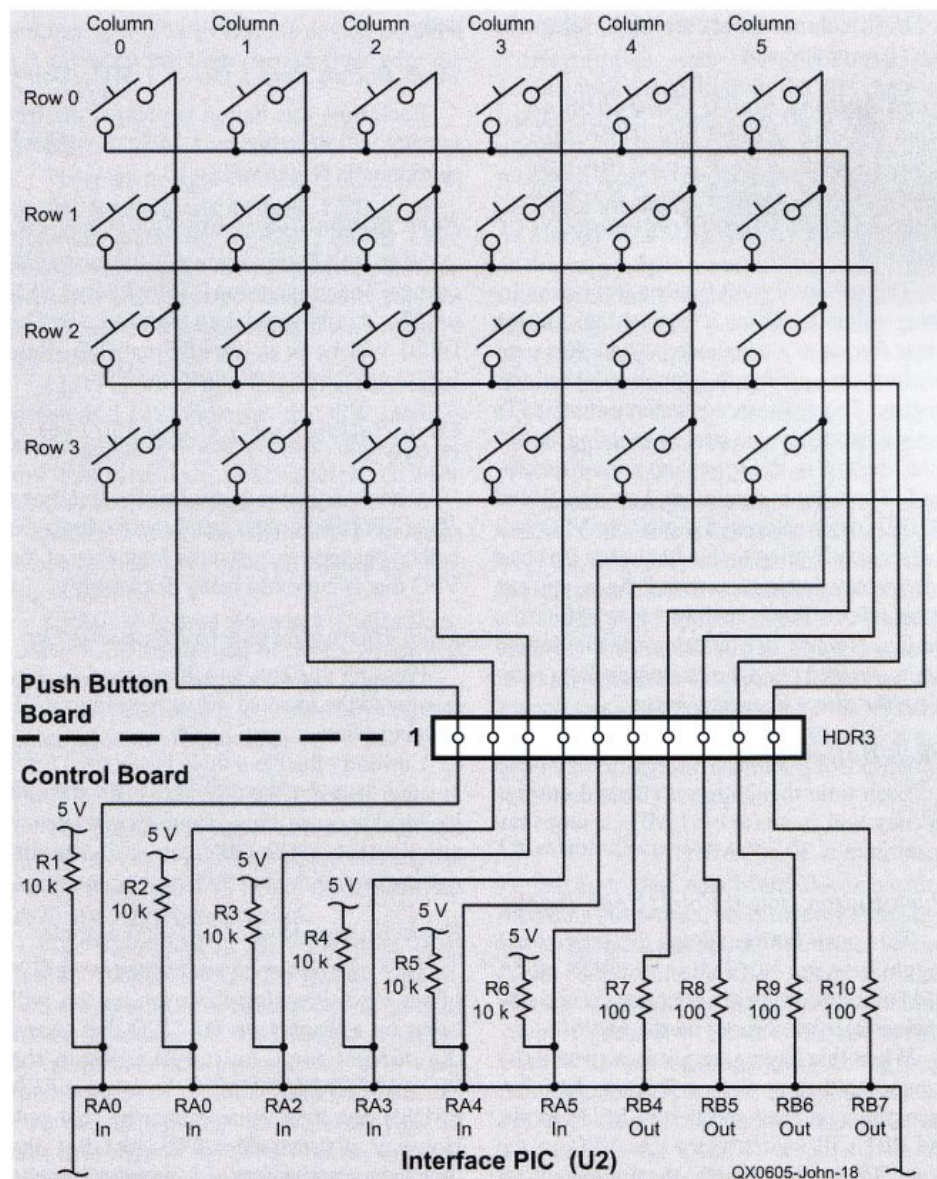 Column 0
Column 1
Column 2
Column 3
Column 4
Column 5
Row 0
Row 1
Row 2
Row 3
Push Button
Board
1
HDR3
Control Board
5 V
R1
10 k
5 V
R2
10 k
5 V
R3
10 k
5 V
R4
10 k
5 V
R5
10 k
5 V
R6
10 k
R7
100
R8
100
R9
100
R10
100
RA0 RA0 RA2 RA3 RA4 RA5 RB4 RB5 RB6 RB7
In In In In In In Out Out Out Out
Interface PIC (U2)
QX0605-John-18